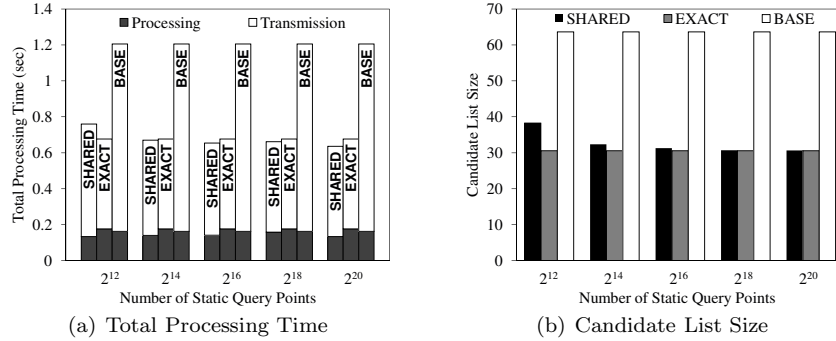 Processing Transmission
Total Processing Time (sec)
1.4
1.2
1
0.8
0.6
0.4
0.2
0
SHARED EXACT BASE
SHARED EXACT BASE
SHARED EXACT BASE
SHARED EXACT BASE
SHARED EXACT BASE
2^12 2^14 2^16 2^18 2^20
Number of Static Query Points
(a) Total Processing Time
SHARED EXACT BASE
Candidate List Size
70
60
50
40
30
20
10
0
2^12 2^14 2^16 2^18 2^20
Number of Static Query Points
(b) Candidate List Size